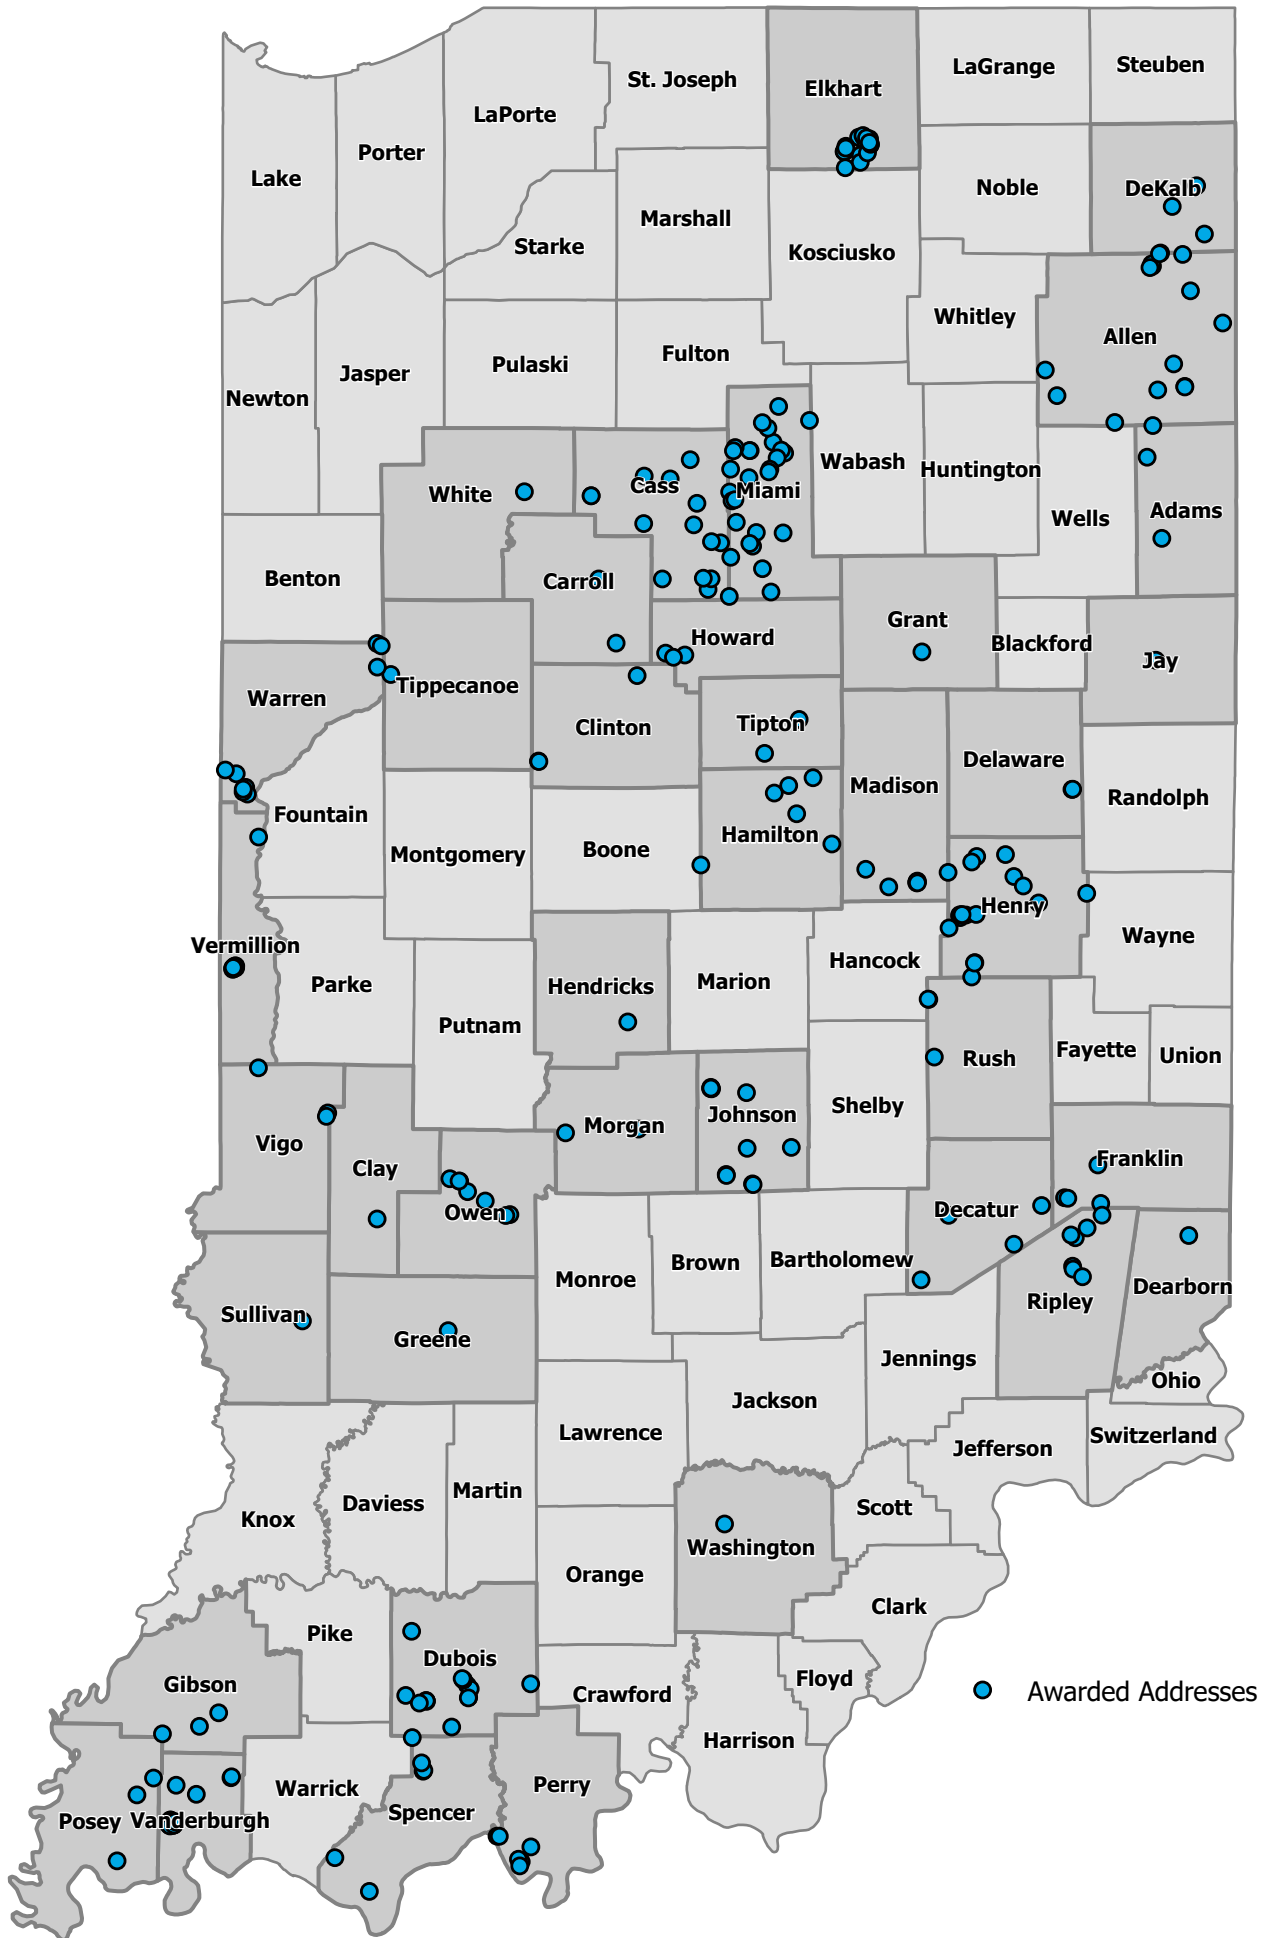 LaGrange
Steuben
St. Joseph
Elkhart
LaPorte
Porter
Lake
Noble
DeKalb
Marshall
Starke
Kosciusko
Whitley
Allen
Fulton
Pulaski
Jasper
Newton
Wabash
Huntington
Cass
Miami
White
Wells
Adams
Benton
Carroll
Grant
Howard
Blackford
Jay
Tippecanoe
Warren
Clinton
Tipton
Delaware
Madison
Randolph
Fountain
Hamilton
Boone
Montgomery
Henry
Wayne
Vermillion
Hancock
Marion
Hendricks
Parke
Putnam
Rush
Fayette
Union
Shelby
Johnson
Morgan
Vigo
Clay
Franklin
Owen
Decatur
Bartholomew
Brown
Monroe
Dearborn
Ripley
Sullivan
Greene
Jennings
Ohio
Jackson
Lawrence
Switzerland
Jefferson
Martin
Daviess
Scott
Knox
Washington
Orange
Clark
Pike
Dubois
Floyd
Gibson
Crawford
Awarded Addresses
Harrison
Perry
Warrick
Spencer
Posey
Vanderburgh